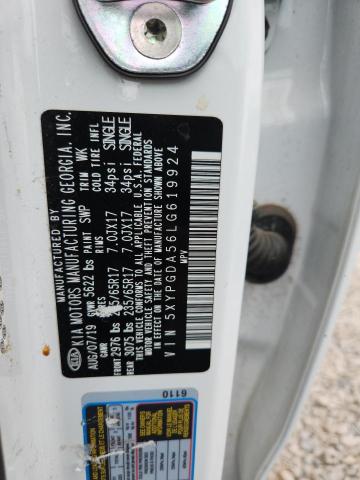 KIA MOTORS MANUFACTURING GEORGIA, INC.
AUG/07/19 GVWR 5622 lbs PAINT SWP TRIM WK
GAWR TIRES RIMS COLD TIRE INFL
FRONT 2976 lbs 235/65R17 7.0JX17 34psi SINGLE
REAR 3075 lbs 235/65R17 7.0JX17 34psi SINGLE
THIS VEHICLE CONFORMS TO ALL APPLICABLE U.S.A. FEDERAL
MOTOR VEHICLE SAFETY AND THEFT PREVENTION STANDARDS
IN EFFECT ON THE DATE OF MANUFACTURE SHOWN ABOVE.
VIN 5XYPGDA56LG619924
MPV
KIA
6110